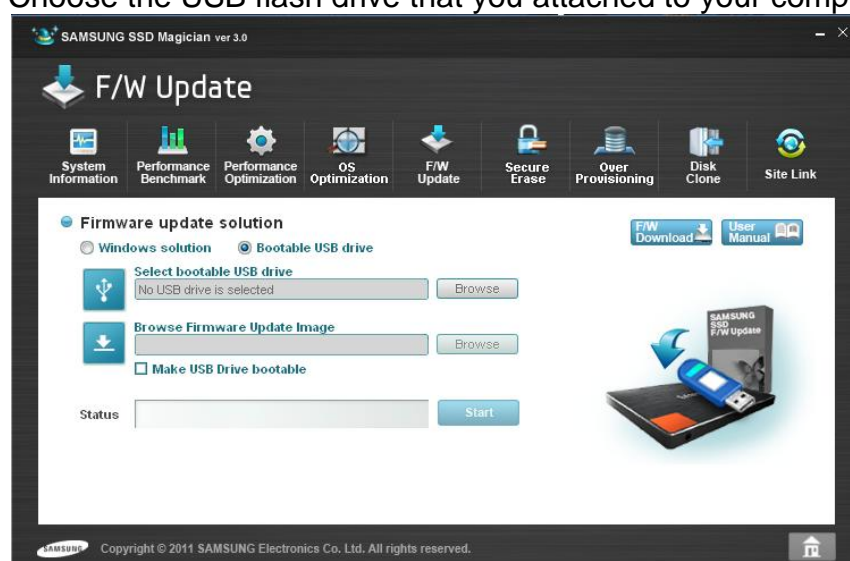 Choose the USB flash drive that you attached to your comp
SAMSUNG SSD Magician ver 3.0
F/W Update
System Information
Performance Benchmark
Performance Optimization
OS Optimization
F/W Update
Secure Erase
Over Provisioning
Disk Clone
Site Link
Firmware update solution
F/W Download
User Manual
Windows solution
Bootable USB drive
Select bootable USB drive
No USB drive is selected
Browse
Browse Firmware Update Image
Browse
Make USB Drive bootable
Status
Start
SAMSUNG
SSD
F/W Update
SAMSUNG
Copyright © 2011 SAMSUNG Electronics Co. Ltd. All rights reserved.